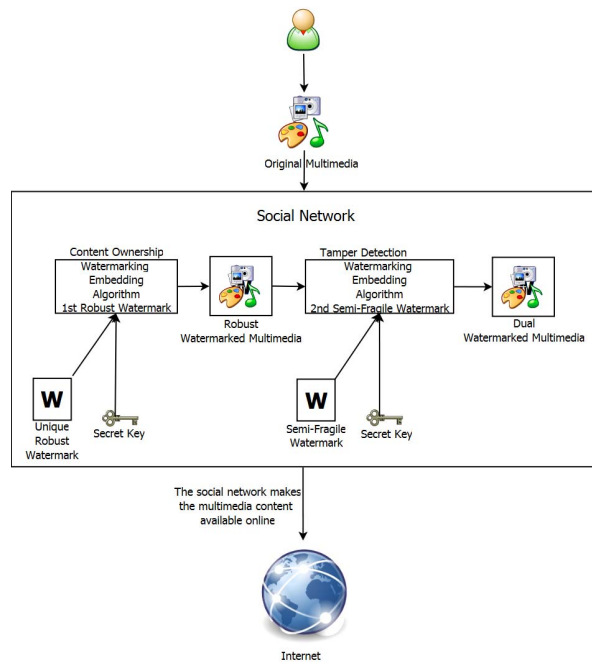 Original Multimedia
Social Network
Content Ownership
Watermarking
Embedding
Algorithm
1st Robust Watermark
Robust
Watermarked Multimedia
Tamper Detection
Watermarking
Embedding
Algorithm
2nd Semi-Fragile Watermark
Dual
Watermarked Multimedia
W
Unique
Robust
Watermark
Secret Key
W
Semi-Fragile
Watermark
Secret Key
The social network makes
the multimedia content
available online
Internet